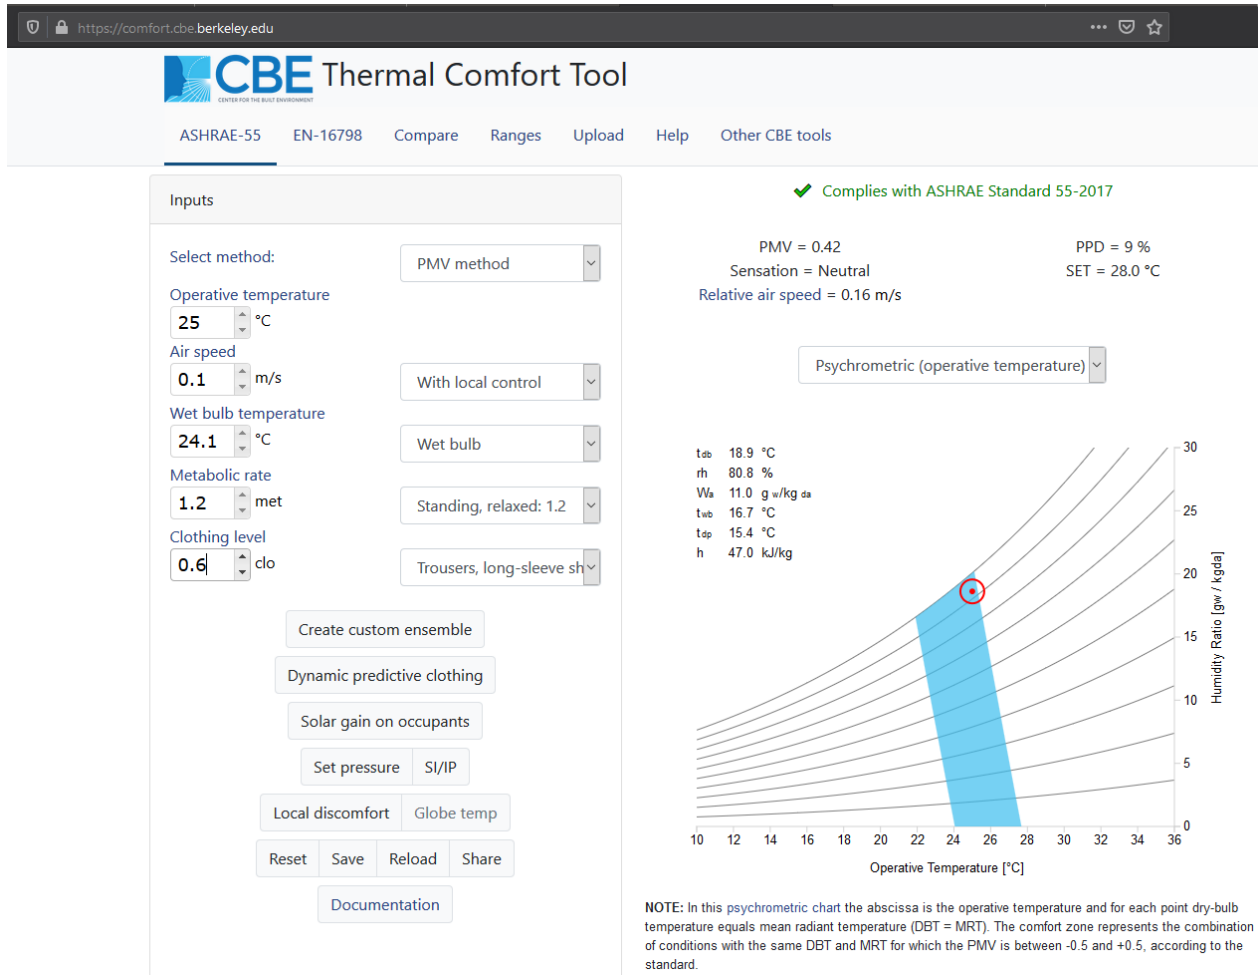 https://comfort.cbe.berkeley.edu
CBE Thermal Comfort Tool
CENTER FOR THE BUILT ENVIRONMENT
ASHRAE-55 EN-16798 Compare Ranges Upload Help Other CBE tools
Inputs
Select method: PMV method
Operative temperature
25 °C
Air speed
0.1 m/s With local control
Wet bulb temperature
24.1 °C Wet bulb
Metabolic rate
1.2 met Standing, relaxed: 1.2
Clothing level
0.6 clo Trousers, long-sleeve sh
Create custom ensemble
Dynamic predictive clothing
Solar gain on occupants
Set pressure SI/IP
Local discomfort Globe temp
Reset Save Reload Share
Documentation
Complies with ASHRAE Standard 55-2017
PMV = 0.42 PPD = 9 %
Sensation = Neutral SET = 28.0 °C
Relative air speed = 0.16 m/s
Psychrometric (operative temperature)
tdb 18.9 °C
rh 80.8 %
Wa 11.0 g w/kg da
twb 16.7 °C
tdp 15.4 °C
h 47.0 kJ/kg
30
25
20
15
10
5
0
Humidity Ratio [gw / kgda]
10 12 14 16 18 20 22 24 26 28 30 32 34 36
Operative Temperature [°C]
NOTE: In this psychrometric chart the abscissa is the operative temperature and for each point dry-bulb
temperature equals mean radiant temperature (DBT = MRT). The comfort zone represents the combination
of conditions with the same DBT and MRT for which the PMV is between -0.5 and +0.5, according to the
standard.